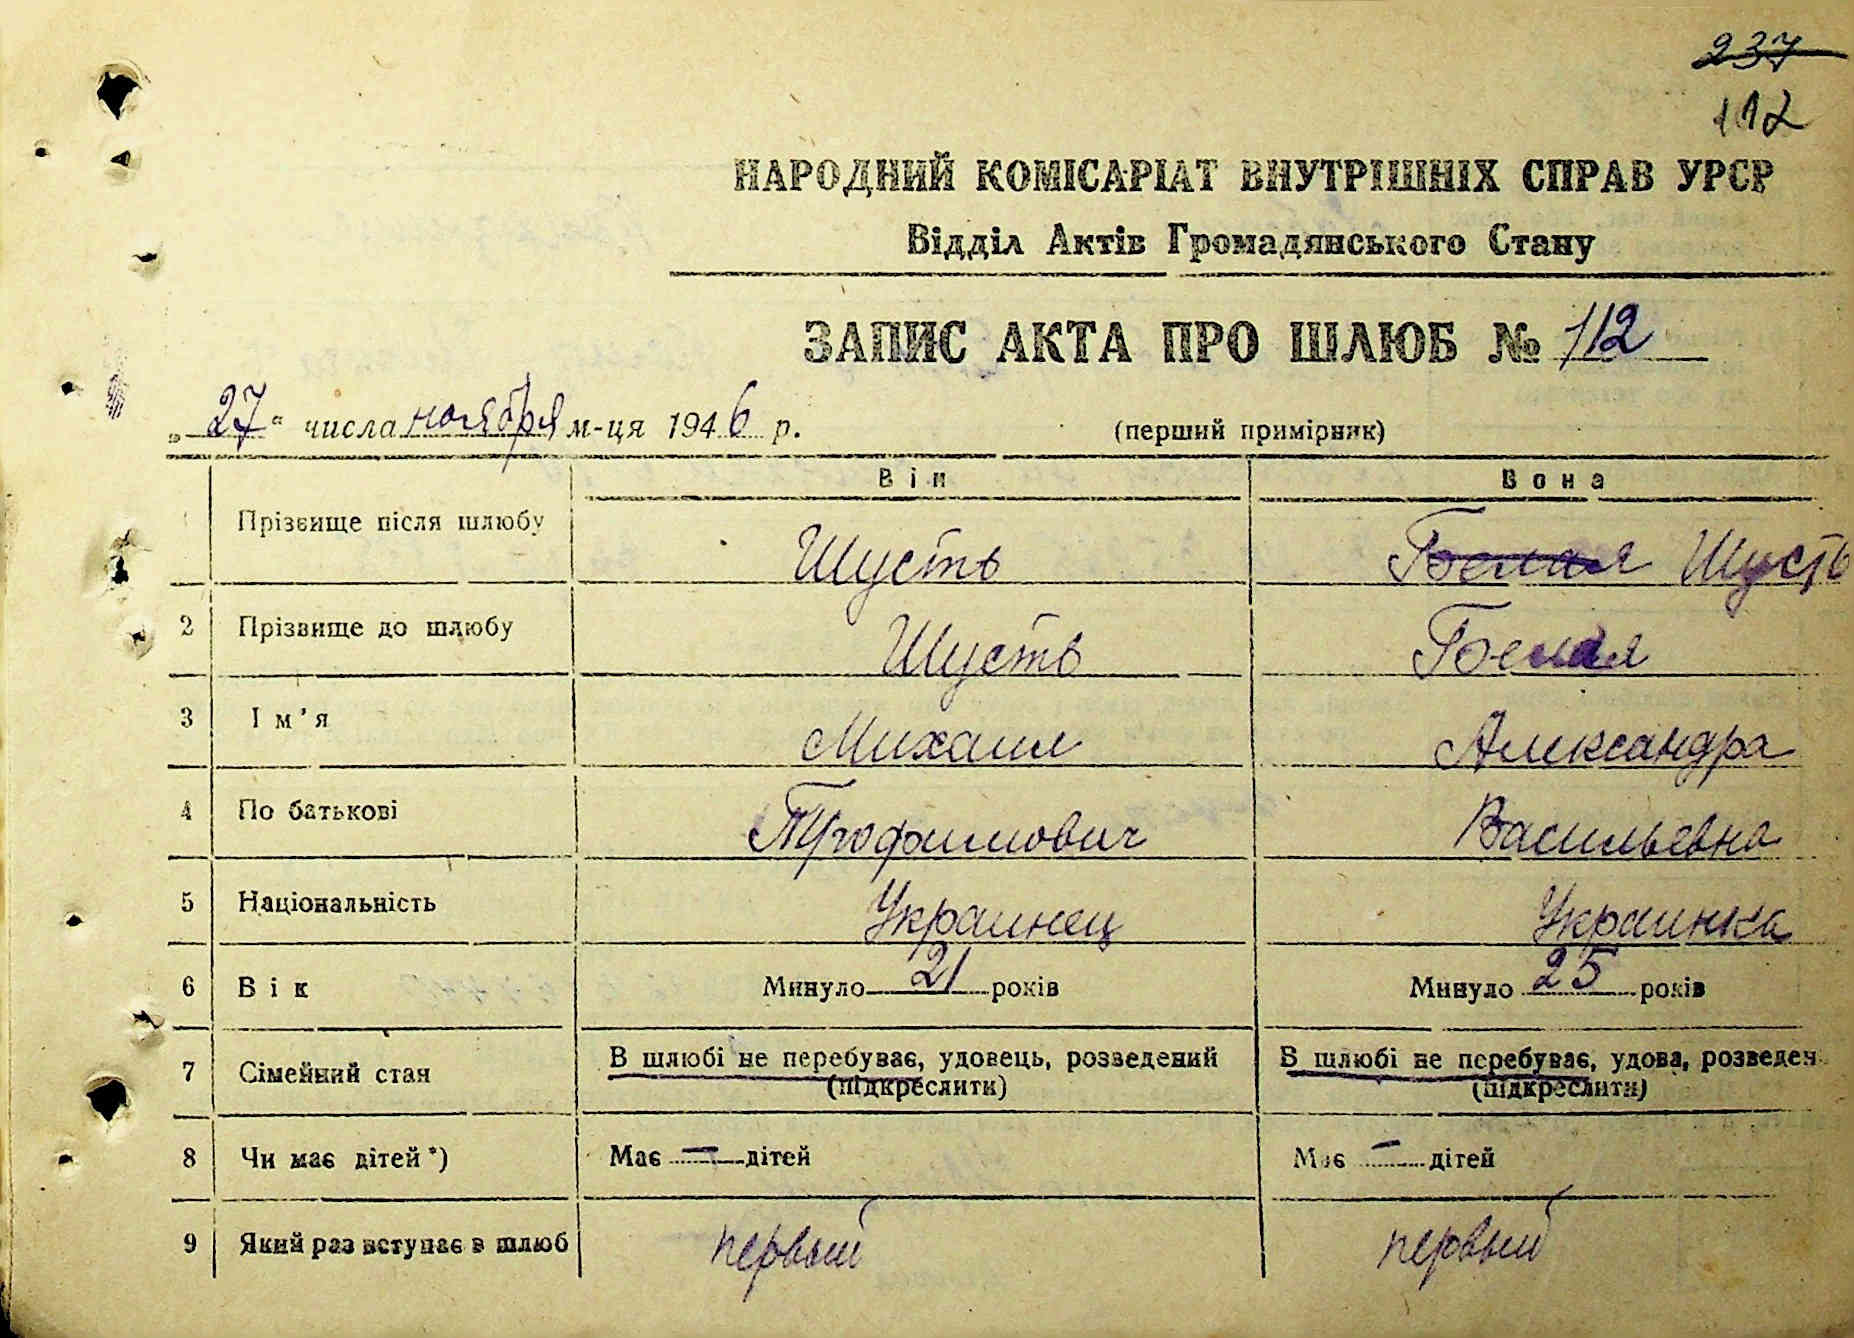 237
112
НАРОДНИЙ КОМІСАРІАТ ВНУТРІШНІХ СПРАВ УРСР
Відділ Актів Громадянського Стану
ЗАПИС АКТА ПРО ШЛЮБ № 112
„27“ числа ноября м-ця 1946 р. (перший примірник)
Він Вона
Прізвище після шлюбу Шусть Белая Шусть
2 Прізвище до шлюбу Шусть Белая
3 Ім'я Михаил Александра
4 По батькові Трофимович Васильевна
5 Національність Украинец Украинка
6 Вік Минуло 21 років Минуло 25 років
7 Сімейний стан В шлюбі не перебуває, удовець, розведений В шлюбі не перебуває, удова, розведен
(підкреслити) (підкреслити)
8 Чи має дітей*) Має — дітей Має — дітей
9 Який раз вступає в шлюб первый первый